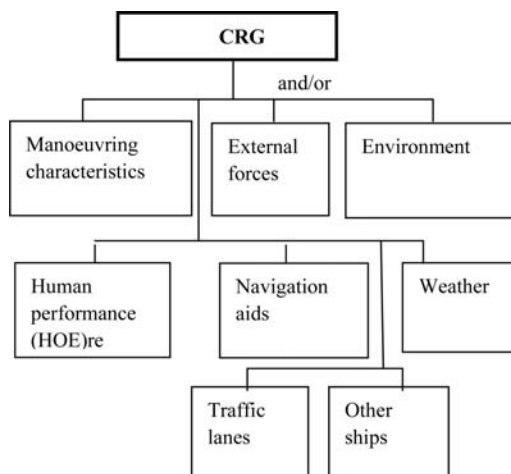 CRG
and/or
Manoeuvring
characteristics
External
forces
Environment
Human
performance
(HOE)re
Navigation
aids
Weather
Traffic
lanes
Other
ships